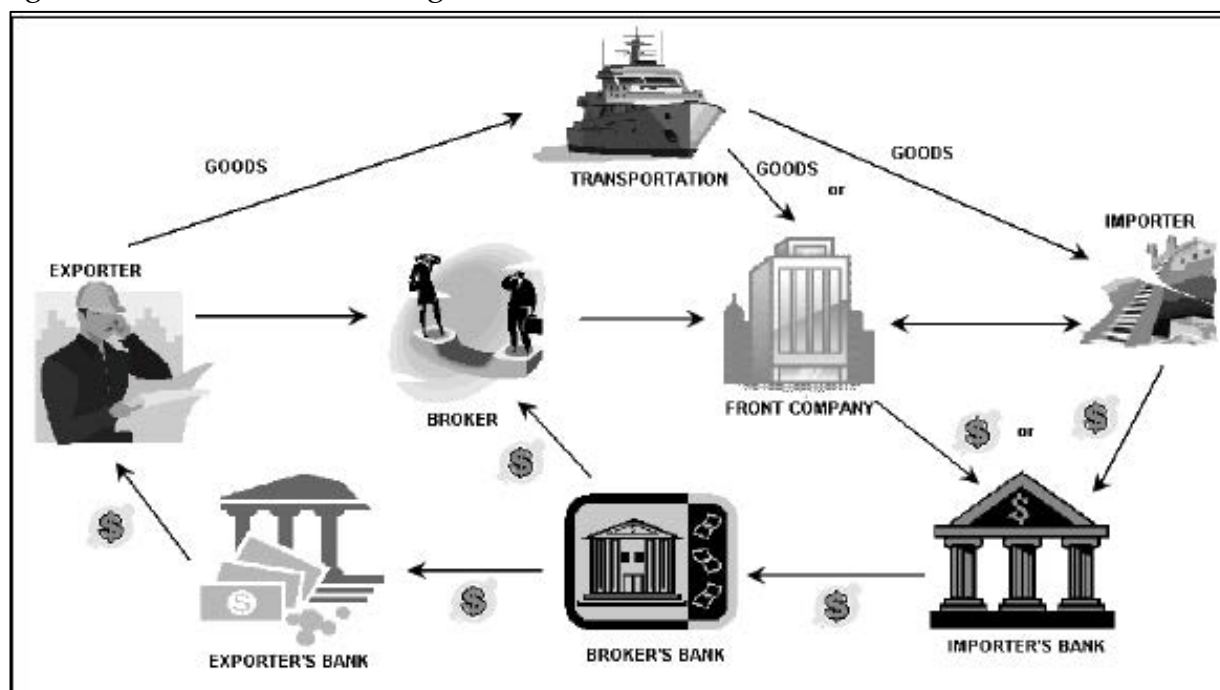 GOODS
TRANSPORTATION
GOODS
or
GOODS
IMPORTER
EXPORTER
BROKER
FRONT COMPANY
$
$
or
$
$
$
$
$
$
EXPORTER'S BANK
BROKER'S BANK
IMPORTER'S BANK